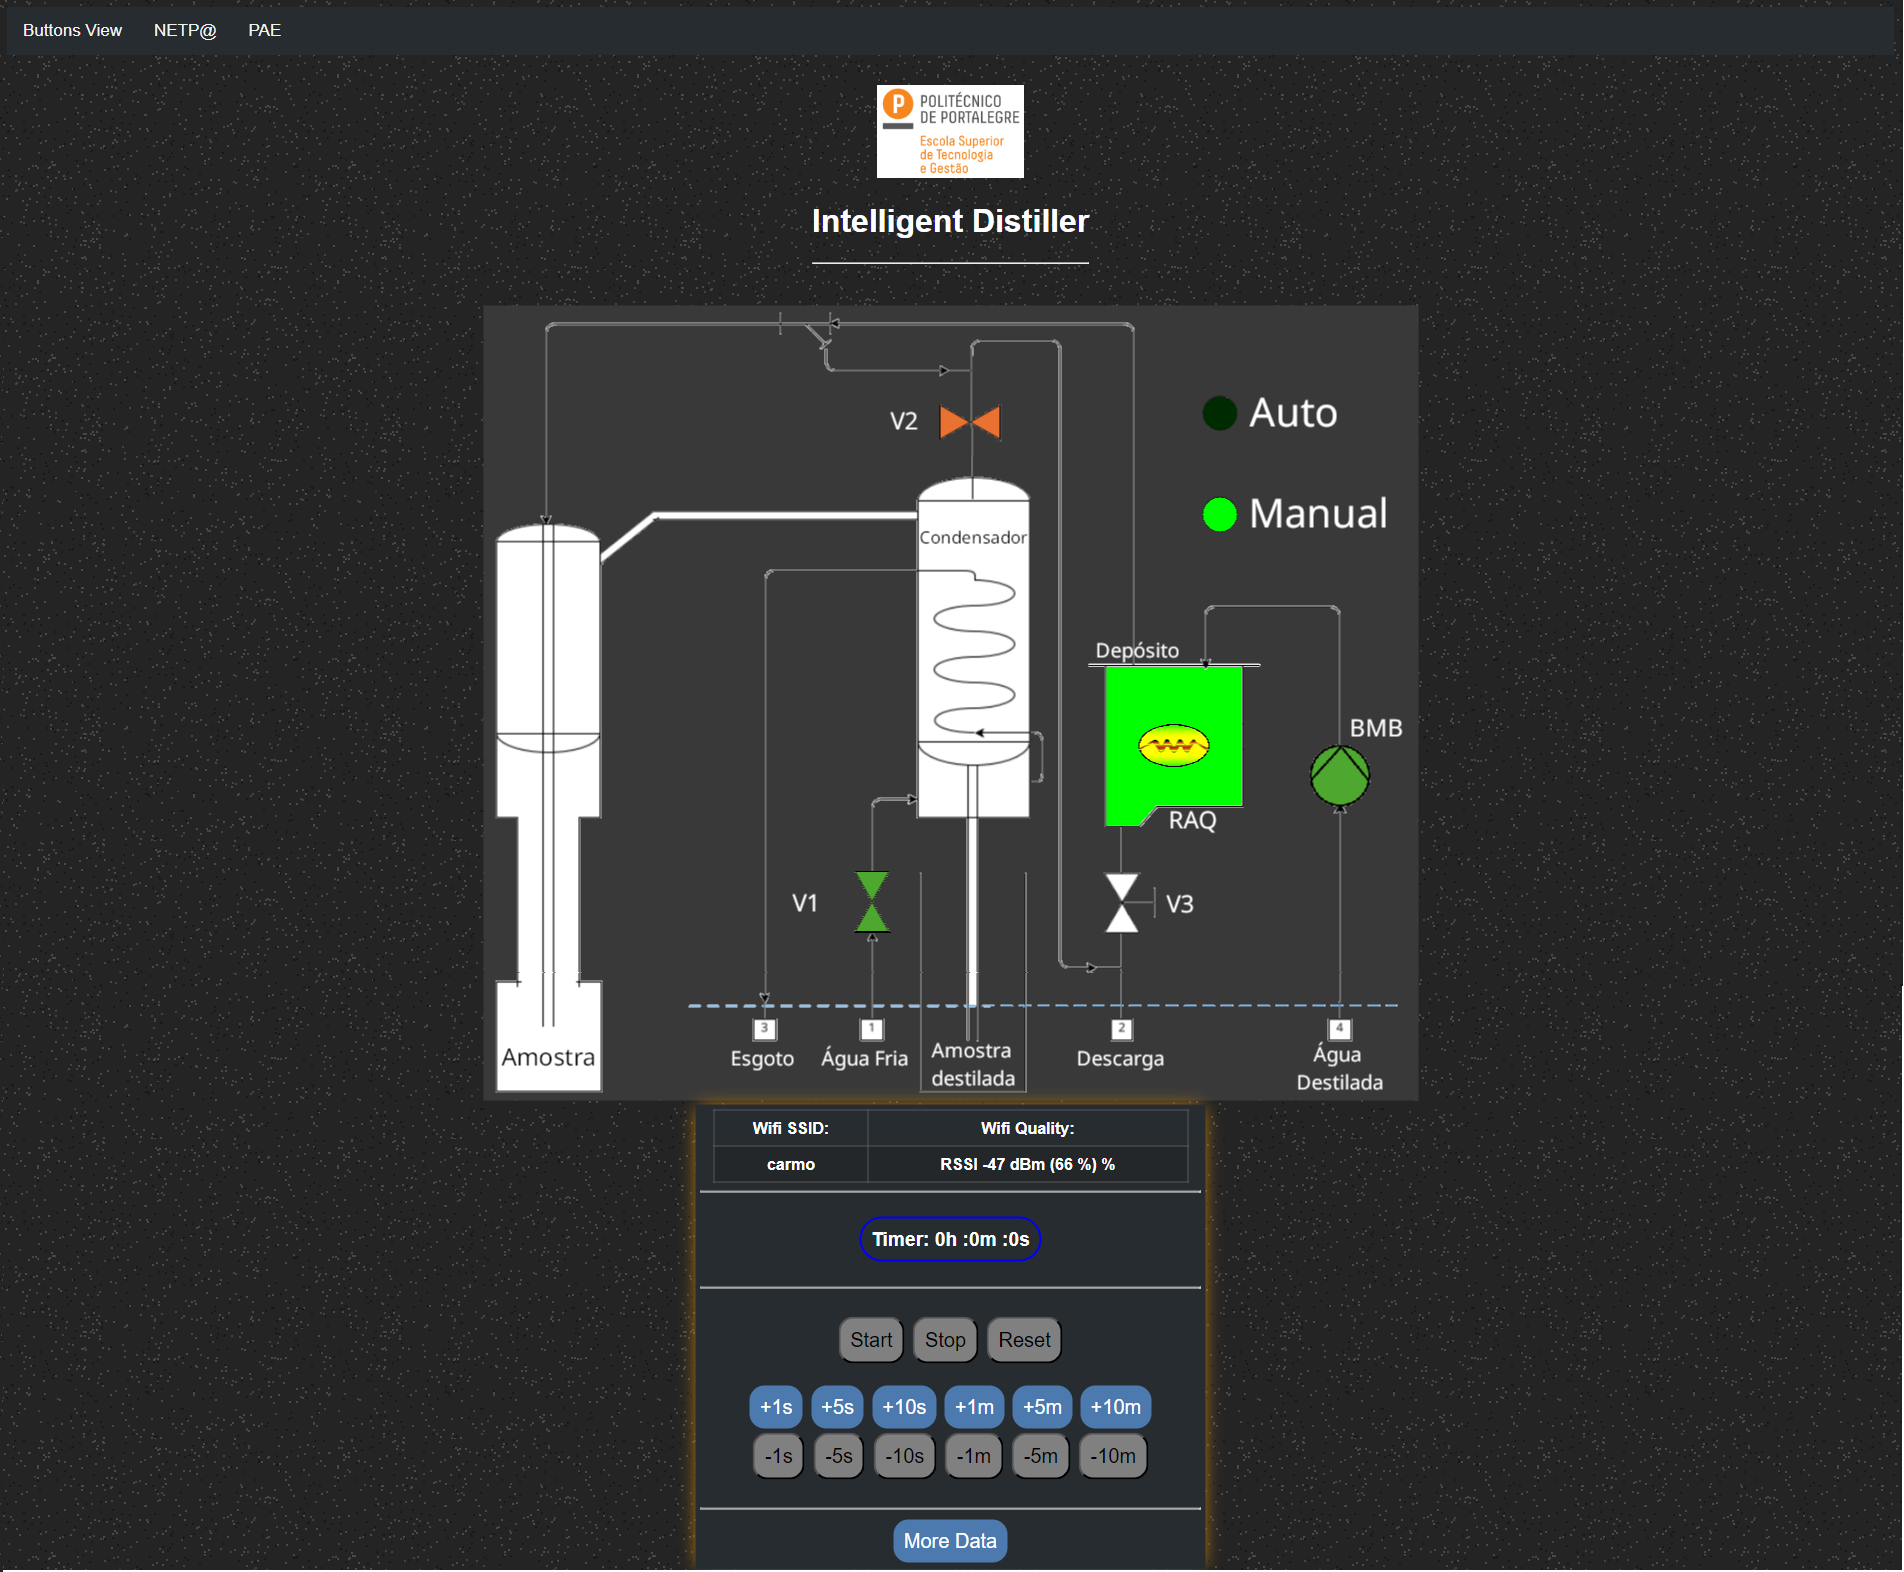 Buttons View NETP@ PAE
P POLITÉCNICO
DE PORTALEGRE
Escola Superior
de Tecnologia
e Gestão
Intelligent Distiller
V2
Auto
Manual
Condensador
Depósito
BMB
RAQ
V1
V3
3 1 2 4
Amostra
Esgoto
Água Fria
Amostra
destilada
Descarga
Água
Destilada
Wifi SSID: Wifi Quality:
carmo RSSI -47 dBm (66 %) %
Timer: 0h :0m :0s
Start Stop Reset
+1s +5s +10s +1m +5m +10m
-1s -5s -10s -1m -5m -10m
More Data